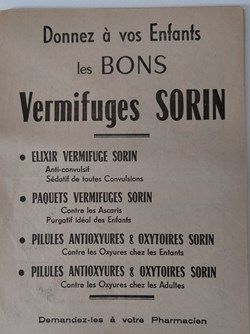 Donnez à vos Enfants
les BONS
Vermifuges SORIN
• ELIXIR VERMIFUGE SORIN
Anti-convulsif
Sédatif de toutes Convulsions
• PAQUETS VERMIFUGES SORIN
Contre les Ascaris
Purgatif idéal des Enfants
• PILULES ANTIOXYURES & OXYTOIRES SORIN
Contre les Oxyures chez les Enfants
• PILULES ANTIOXYURES & OXYTOIRES SORIN
Contre les Oxyures chez les Adultes
Demandez-les à votre Pharmacien